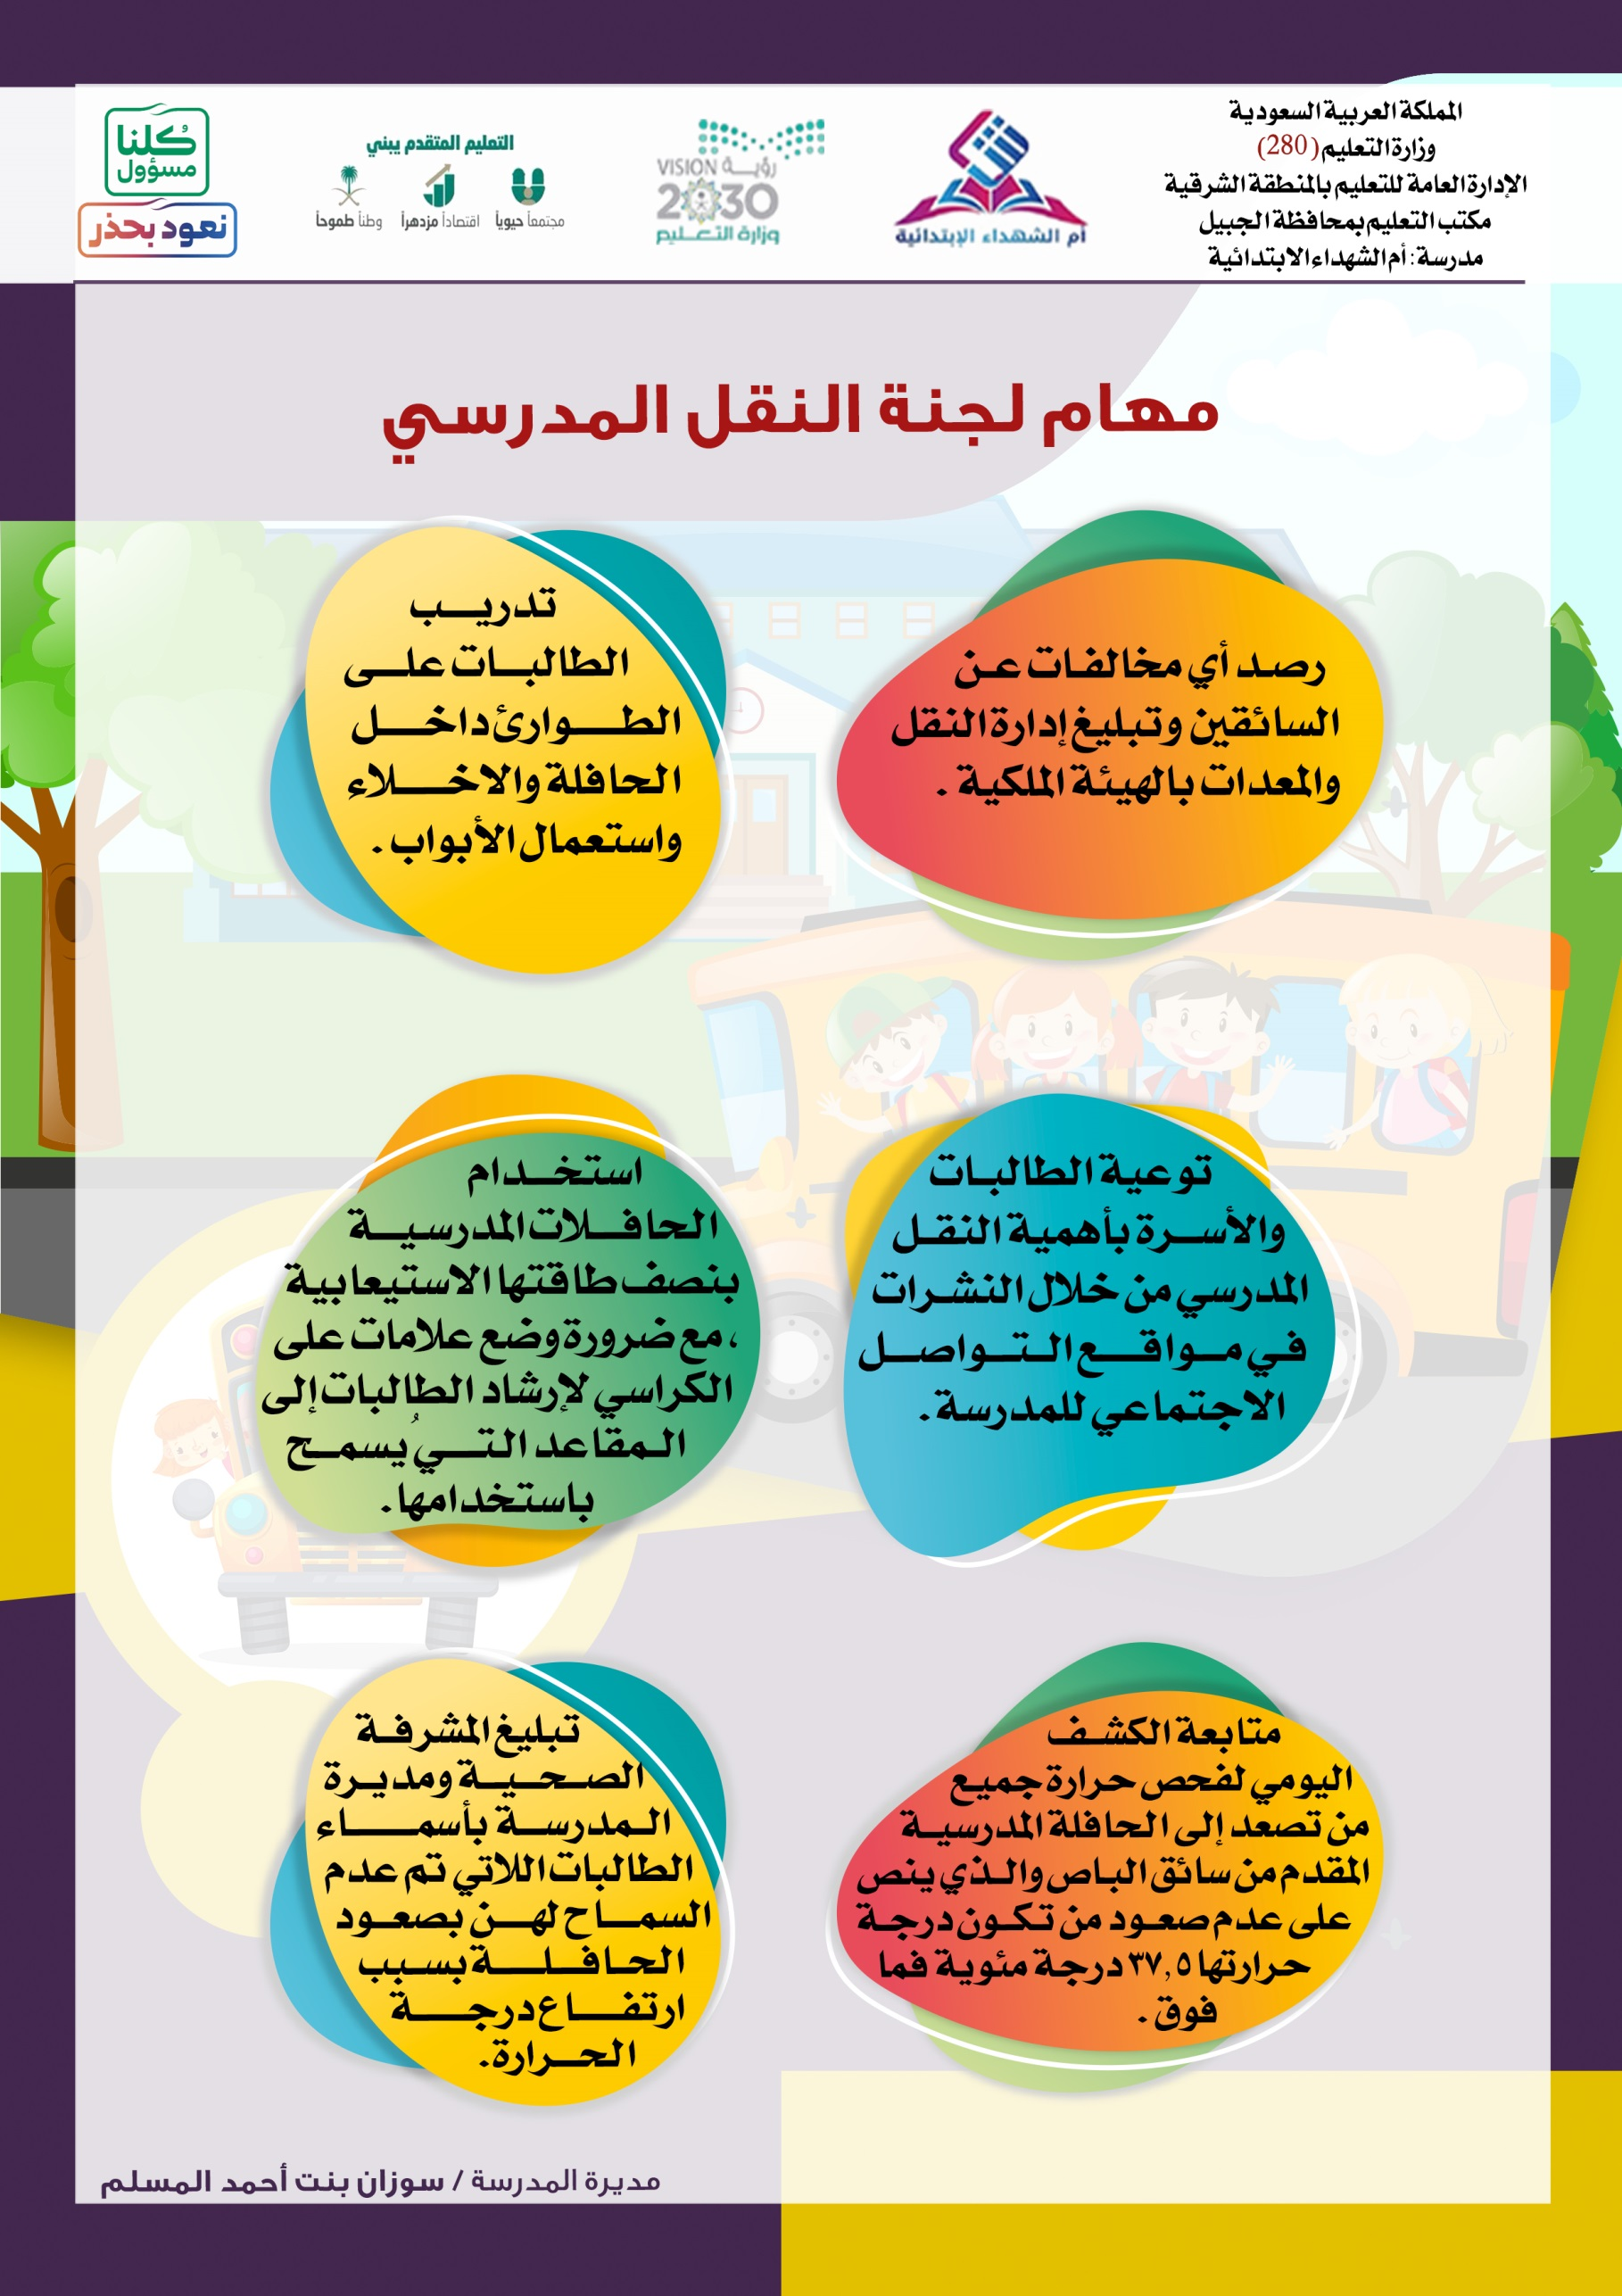 المملكة العربية السعودية
وزارة التعليم (280)
الإدارة العامة للتعليم بالمنطقة الشرقية
مكتب التعليم بمحافظة الجبيل
مدرسة : أم الشهداء الابتدائية
أم الشهداء الإبتدائية
VISION رؤيـــة
2030
وزارة التعـــليم
التعليم المتقدم يبني
مجتمعاً حيوياً
اقتصاداً مزدهراً
وطناً طموحاً
كلنا
مسؤول
نعود بحذر
مهام لجنة النقل المدرسي
رصد أي مخالفات عن
السائقين وتبليغ إدارة النقل
والمعدات بالهيئة الملكية .
تدريب
الطالبات على
الطوارئ داخل
الحافلة والاخلاء
واستعمال الأبواب .
توعية الطالبات
والأسرة بأهمية النقل
المدرسي من خلال النشرات
في مواقع التواصل
الاجتماعي للمدرسة .
استخدام
الحافلات المدرسية
بنصف طاقتها الاستيعابية
، مع ضرورة وضع علامات على
الكراسي لإرشاد الطالبات إلى
المقاعد التي يُسمح
باستخدامها .
متابعة الكشف
اليومي لفحص حرارة جميع
من تصعد إلى الحافلة المدرسية
المقدم من سائق الباص والذي ينص
على عدم صعود من تكون درجة
حرارتها ٣٧,٥ درجة مئوية فما
فوق .
تبليغ المشرفة
الصحية ومديرة
المدرسة بأسماء
الطالبات اللاتي تم عدم
السماح لهن بصعود
الحافلة بسبب
ارتفاع درجة
الحرارة.
مديرة المدرسة / سوزان بنت أحمد المسلم